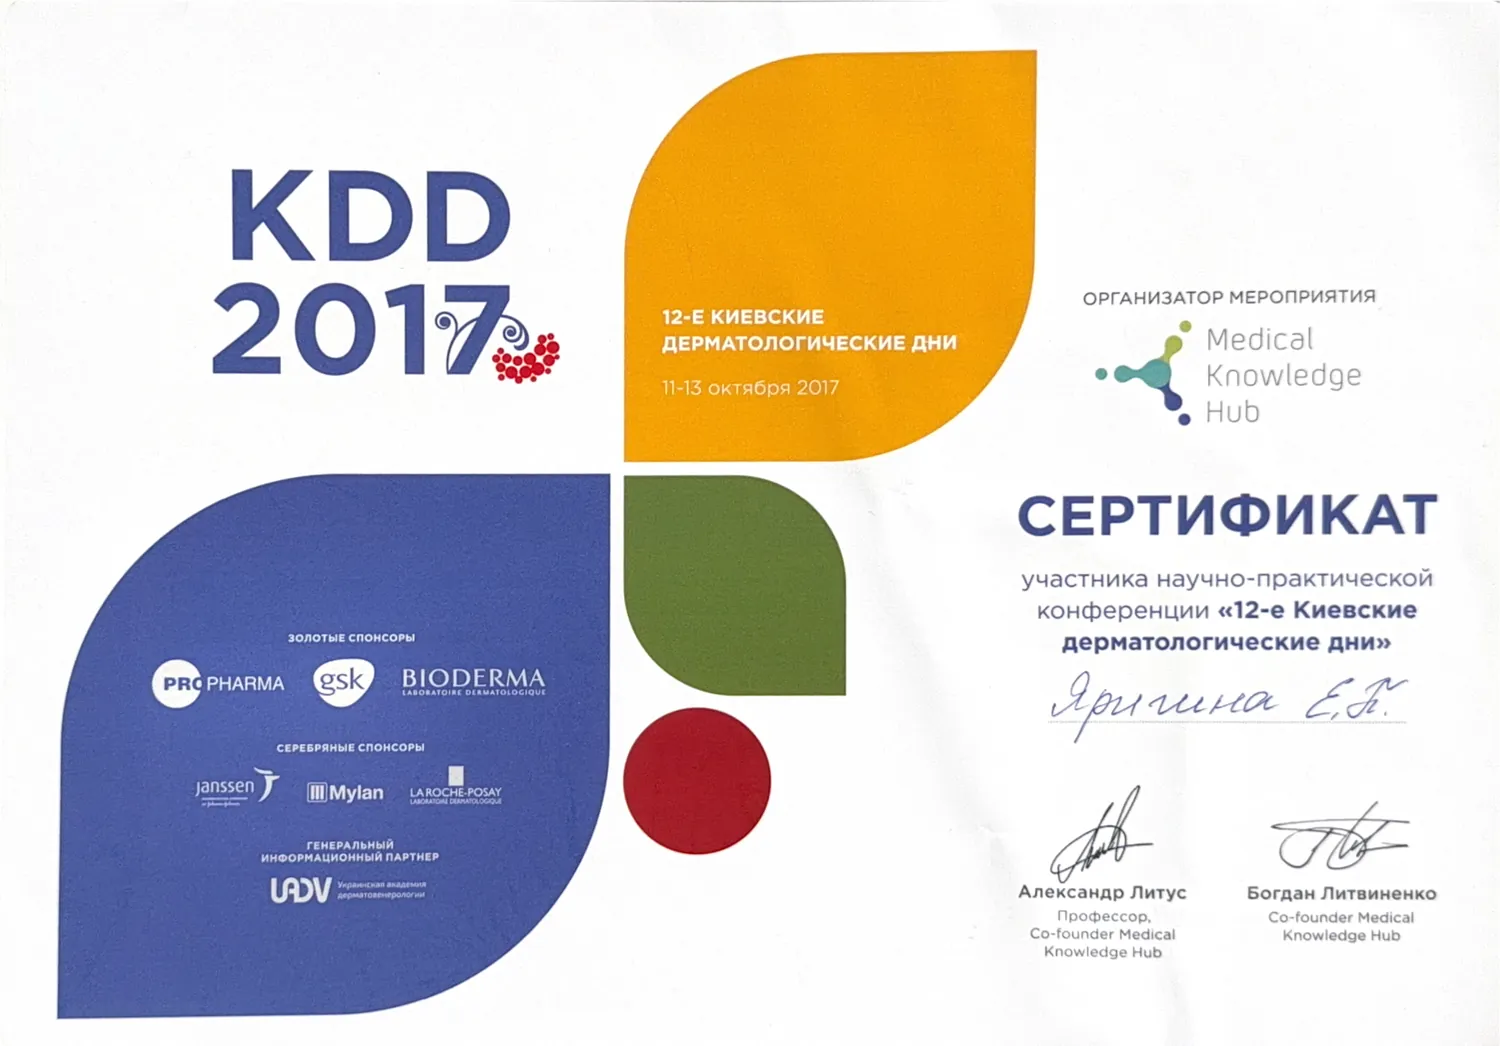 KDD
2017
12-Е КИЕВСКИЕ
ДЕРМАТОЛОГИЧЕСКИЕ ДНИ
11-13 октября 2017
ОРГАНИЗАТОР МЕРОПРИЯТИЯ
Medical
Knowledge
Hub
СЕРТИФИКАТ
участника научно-практической
конференции «12-е Киевские
дерматологические дни»
Яригина Е.П.
Александр Литус
Профессор,
Co-founder Medical
Knowledge Hub
Богдан Литвиненко
Co-founder Medical
Knowledge Hub
ЗОЛОТЫЕ СПОНСОРЫ
PRO PHARMA
gsk
BIODERMA
LABORATOIRE DERMATOLOGIQUE
СЕРЕБРЯНЫЕ СПОНСОРЫ
janssen
Mylan
LA ROCHE-POSAY
LABORATOIRE DERMATOLOGIQUE
ГЕНЕРАЛЬНЫЙ
ИНФОРМАЦИОННЫЙ ПАРТНЕР
UADV
Украинская академия
дерматовенерологии